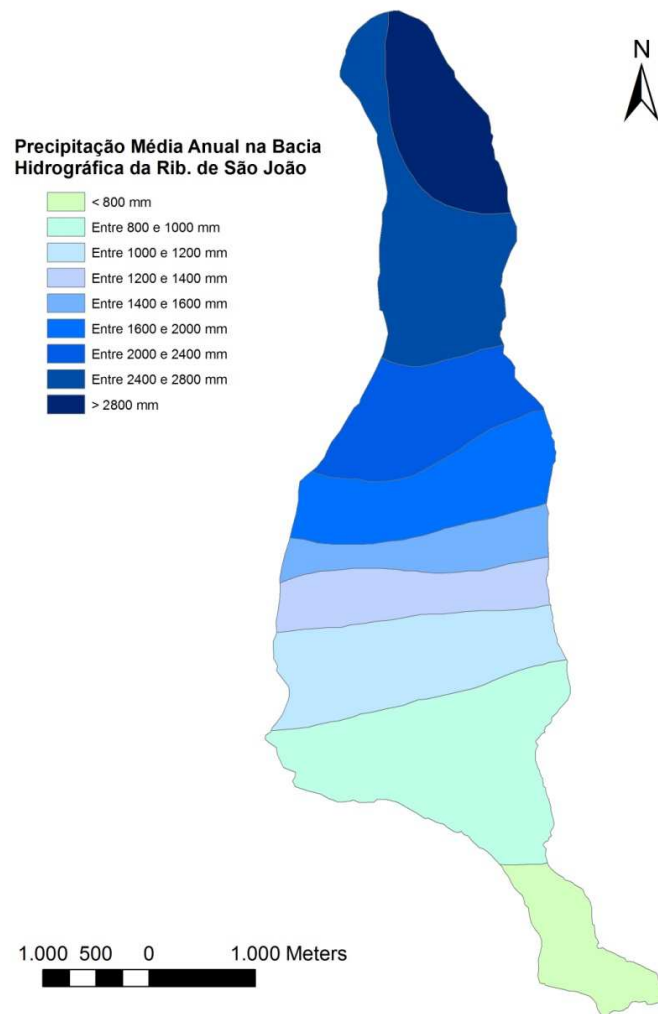 N
Precipitação Média Anual na Bacia
Hidrográfica da Rib. de São João
< 800 mm
Entre 800 e 1000 mm
Entre 1000 e 1200 mm
Entre 1200 e 1400 mm
Entre 1400 e 1600 mm
Entre 1600 e 2000 mm
Entre 2000 e 2400 mm
Entre 2400 e 2800 mm
> 2800 mm
1.000 500 0 1.000 Meters